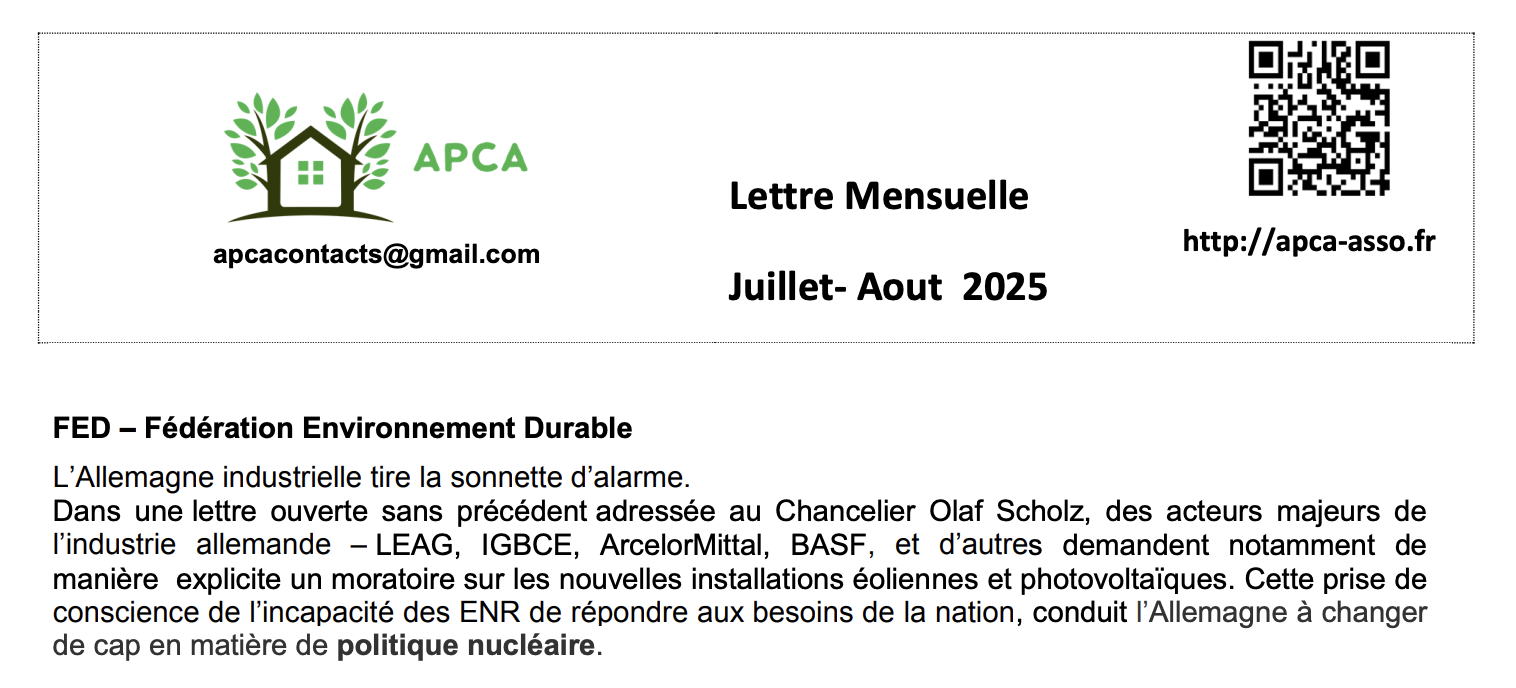 APCA
apcacontacts@gmail.com
Lettre Mensuelle
Juillet- Aout 2025
http://apca-asso.fr
FED – Fédération Environnement Durable
L’Allemagne industrielle tire la sonnette d’alarme.
Dans une lettre ouverte sans précédent adressée au Chancelier Olaf Scholz, des acteurs majeurs de
l’industrie allemande – LEAG, IGBCE, ArcelorMittal, BASF, et d’autres demandent notamment de
manière explicite un moratoire sur les nouvelles installations éoliennes et photovoltaïques. Cette prise de
conscience de l’incapacité des ENR de répondre aux besoins de la nation, conduit l’Allemagne à changer
de cap en matière de politique nucléaire.